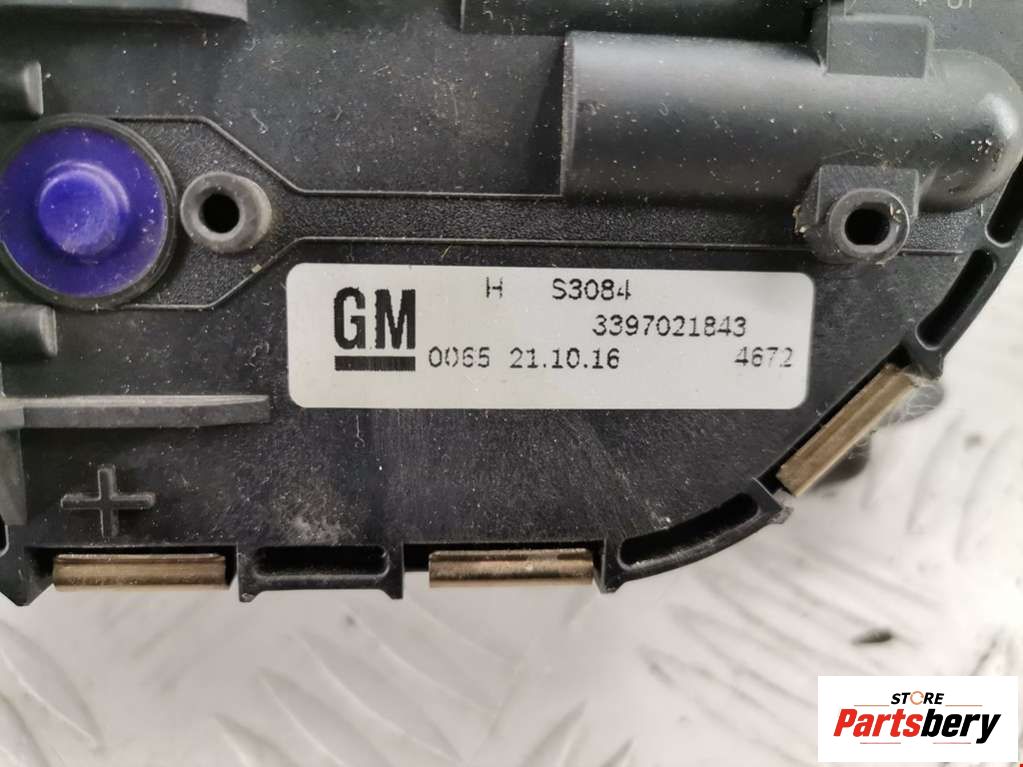 GM
H S3084
3397021843
0065 21.10.16 4672
STORE
Partsbery